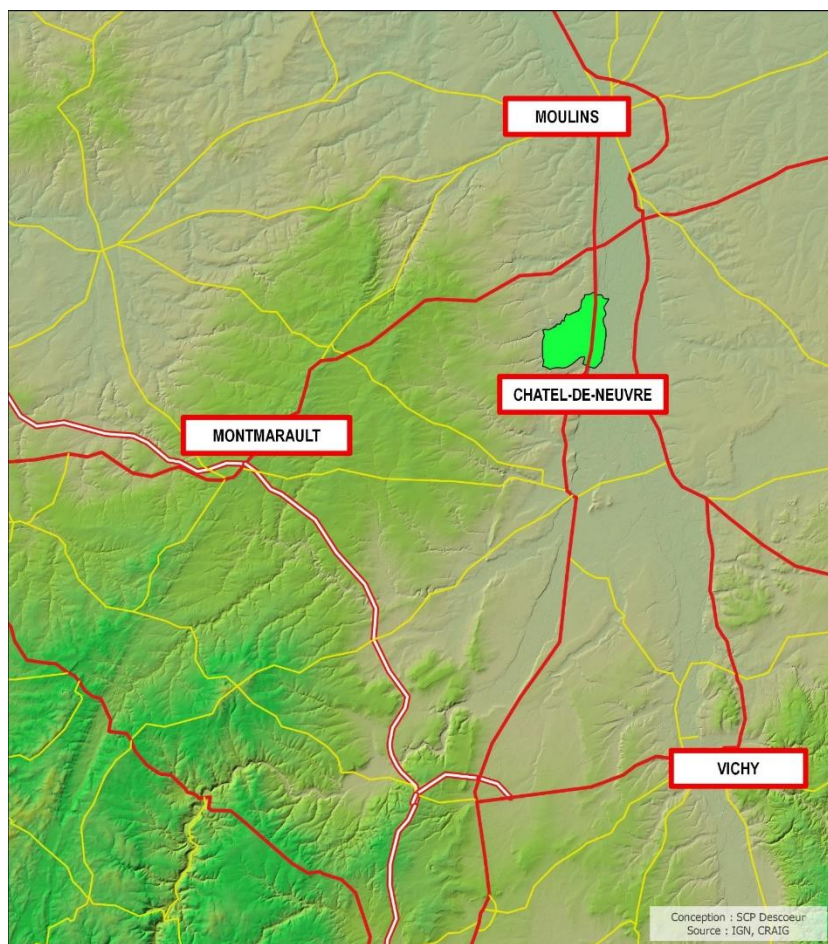 MOULINS
CHATEL-DE-NEUVRE
MONTMARAULT
VICHY
Conception : SCP Descoeur
Source : IGN, CRAIG